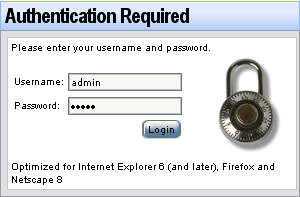 Authentication Required
Please enter your username and password.
Username: admin
Password: •••••
Login
Optimized for Internet Explorer 6 (and later), Firefox and
Netscape 8